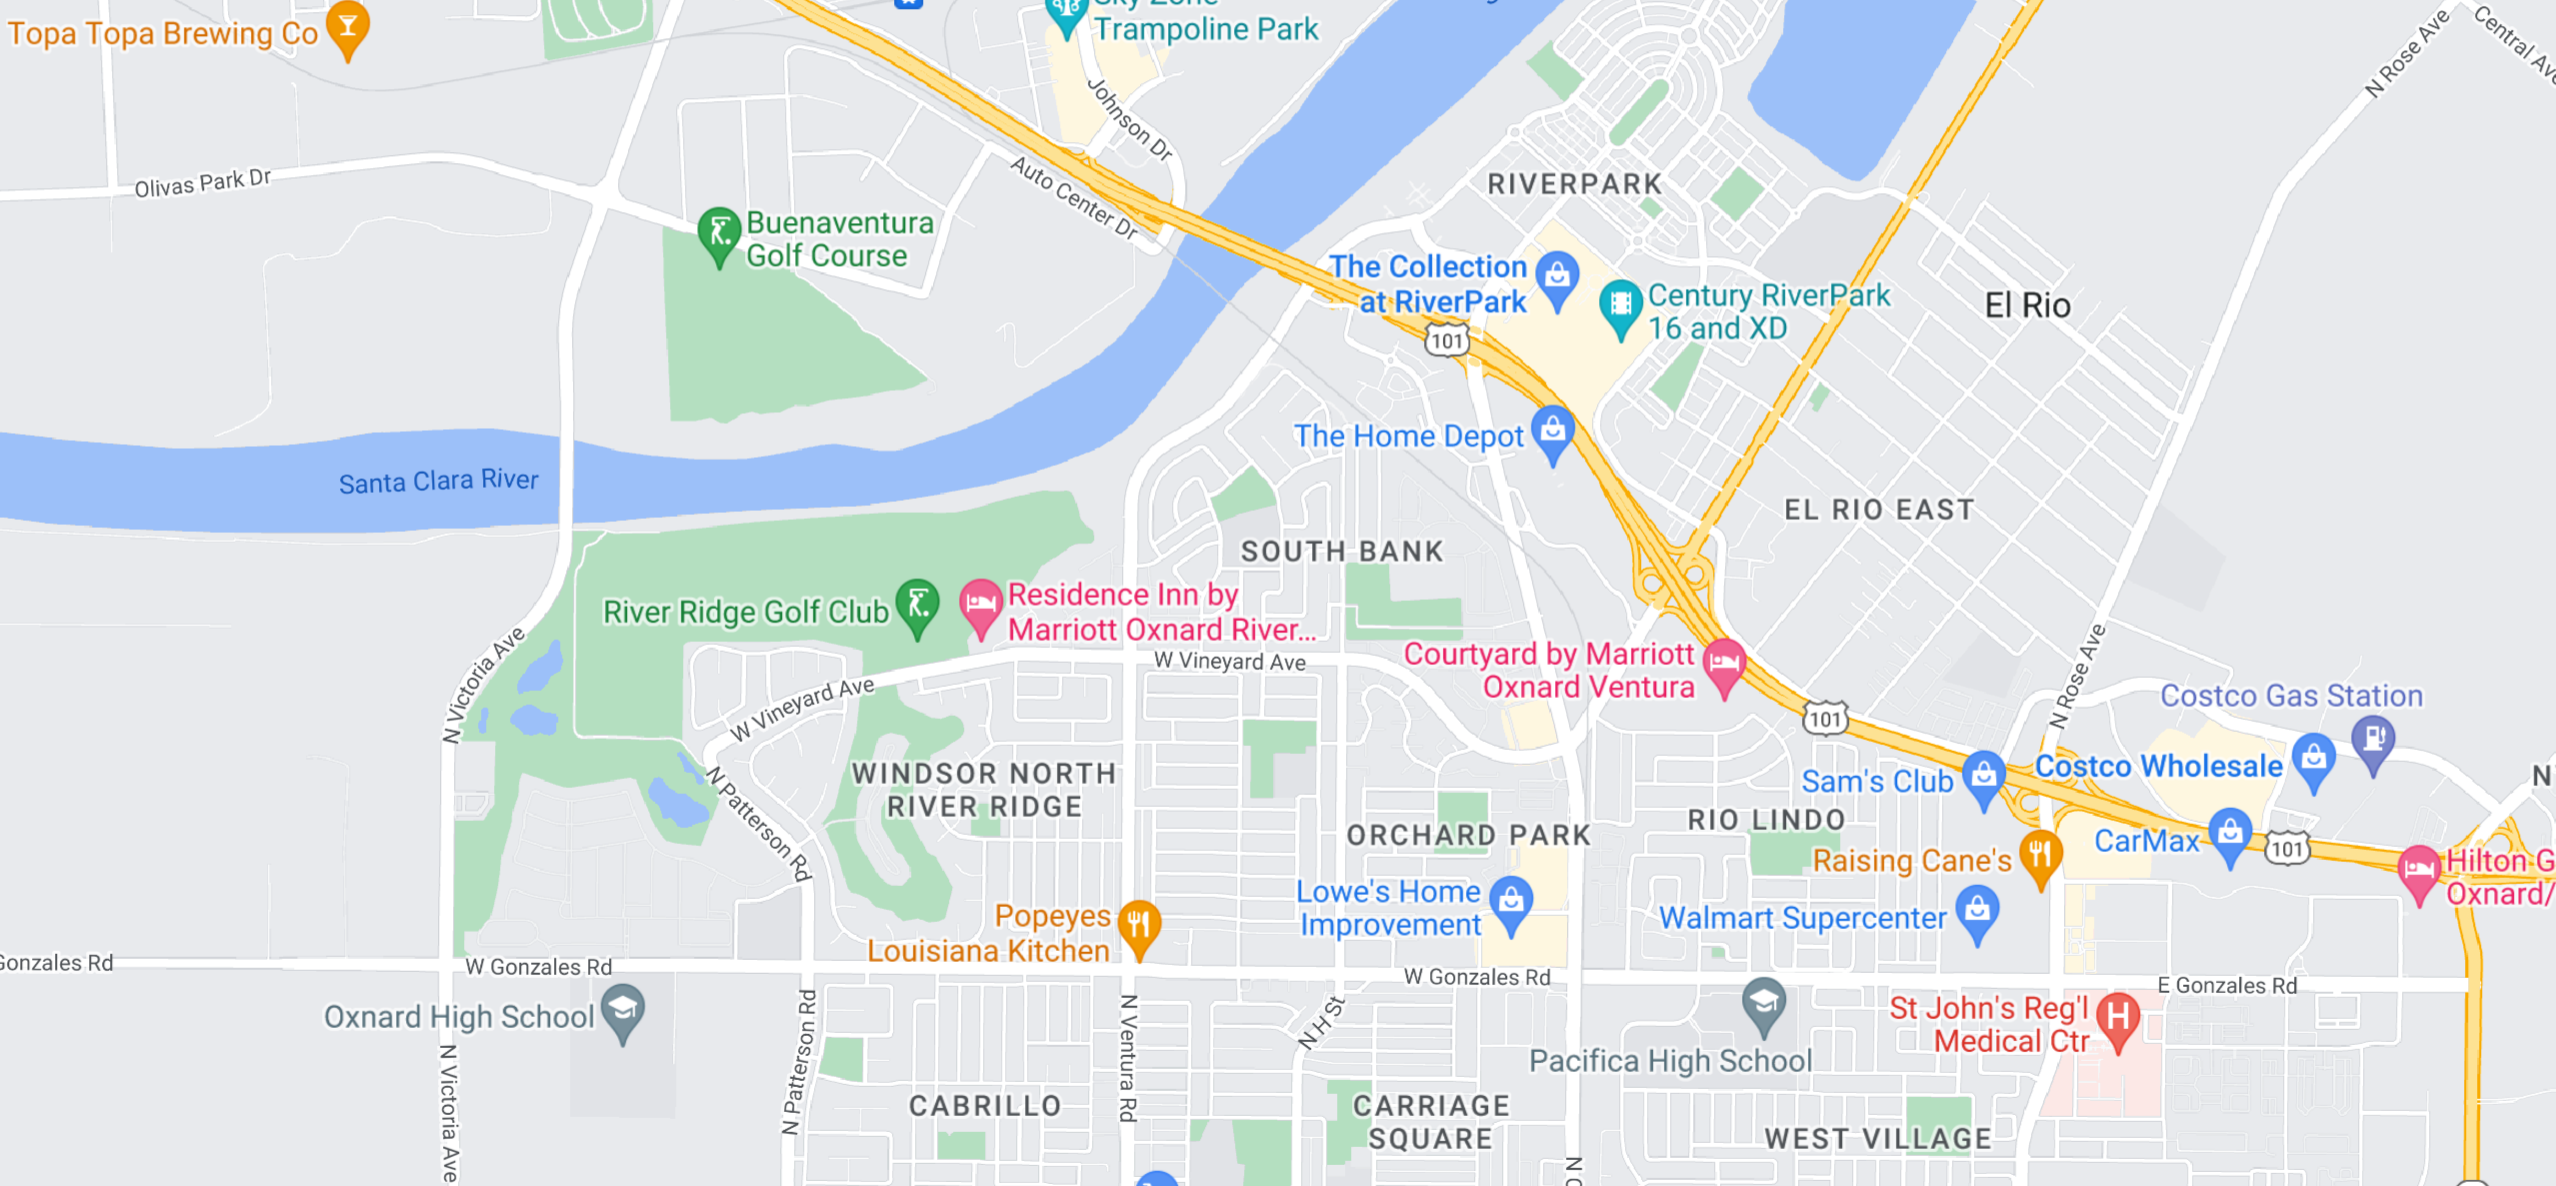 Topa Topa Brewing Co
Sky Zone
Trampoline Park
Johnson Dr
N Rose Ave
Central Ave
Olivas Park Dr
Auto Center Dr
RIVERPARK
Buenaventura
Golf Course
The Collection
at RiverPark
Century RiverPark
16 and XD
El Rio
101
The Home Depot
Santa Clara River
EL RIO EAST
SOUTH BANK
River Ridge Golf Club
Residence Inn by
Marriott Oxnard River...
W Vineyard Ave
Courtyard by Marriott
Oxnard Ventura
N Victoria Ave
W Vineyard Ave
N Rose Ave
101
Costco Gas Station
Costco Wholesale
Sam's Club
N
WINDSOR NORTH
RIVER RIDGE
N Patterson Rd
ORCHARD PARK
RIO LINDO
CarMax
101
Raising Cane's
Hilton G
Oxnard/
Lowe's Home
Improvement
Walmart Supercenter
Popeyes
Louisiana Kitchen
Gonzales Rd
W Gonzales Rd
W Gonzales Rd
E Gonzales Rd
Oxnard High School
N Patterson Rd
N Ventura Rd
N H St
Pacifica High School
St John's Reg'l
Medical Ctr
H
N Victoria Ave
CABRILLO
CARRIAGE
SQUARE
WEST VILLAGE